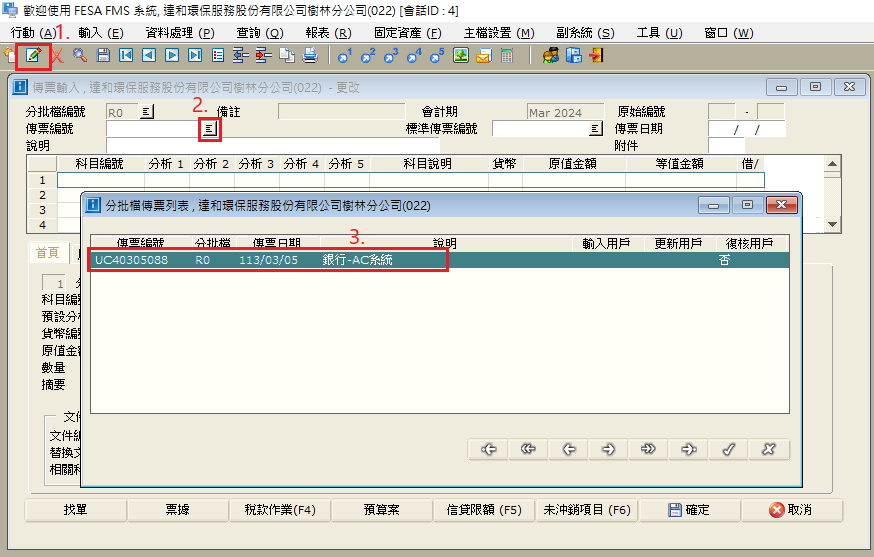 歡迎使用 FESA FMS 系統, 達和環保服務股份有限公司樹林分公司(022) [會話ID : 4]
行動 (A) 輸入 (E) 資料處理 (P) 查詢 (Q) 報表 (R) 固定資產 (F) 主檔設置 (M) 副系統 (S) 工具 (U) 窗口 (W)
1.
傳票輸入 , 達和環保服務股份有限公司樹林分公司(022) - 更改
2.
分批檔編號 R0 備註 會計期 Mar 2024 原始編號 -
傳票編號 標準傳票編號 傳票日期 / /
說明 附件
科目編號 分析 1 分析 2 分析 3 分析 4 分析 5 科目說明 貨幣 原值金額 等值金額 借/
1
2
3
4
分批檔傳票列表 , 達和環保服務股份有限公司樹林分公司(022)
3.
傳票編號 分批檔 傳票日期 說明 輸入用戶 更新用戶 復核用戶
UC40305088 R0 113/03/05 銀行-AC系統 否
首頁
1
科目編
預設分
貨幣編
原值金
數量
摘要
文件
文件編
替換文
相關科
找單 票據 稅款作業(F4) 預算案 信貸限額 (F5) 未沖銷項目 (F6) 確定 取消